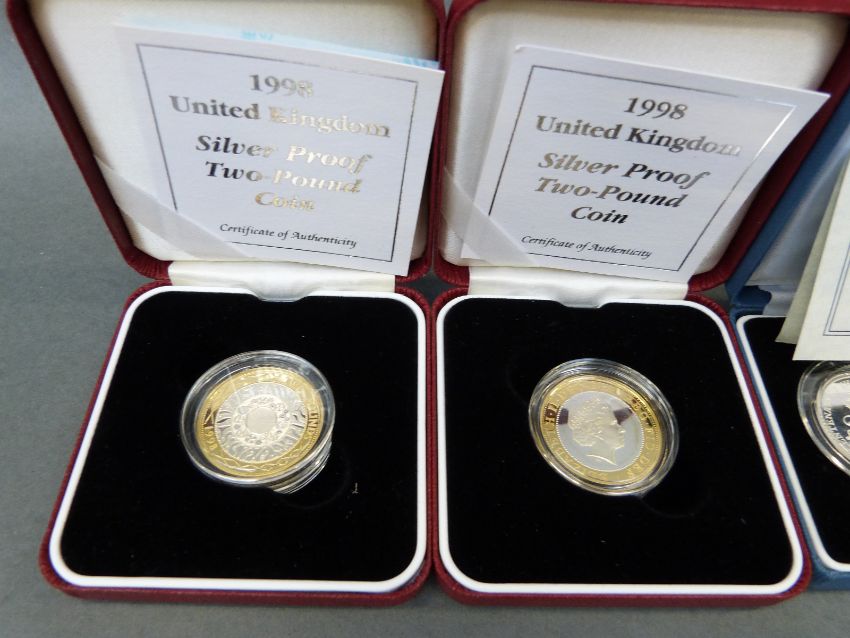 1998
United Kingdom
Silver Proof
Two-Pound
Coin
Certificate of Authenticity
1998
United Kingdom
Silver Proof
Two-Pound
Coin
Certificate of Authenticity